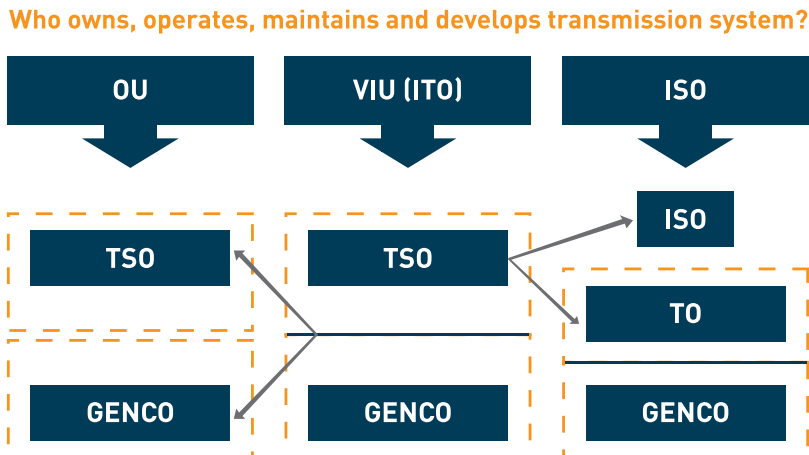 Who owns, operates, maintains and develops transmission system?
OU
VIU (ITO)
ISO
ISO
TSO
TSO
TO
GENCO
GENCO
GENCO